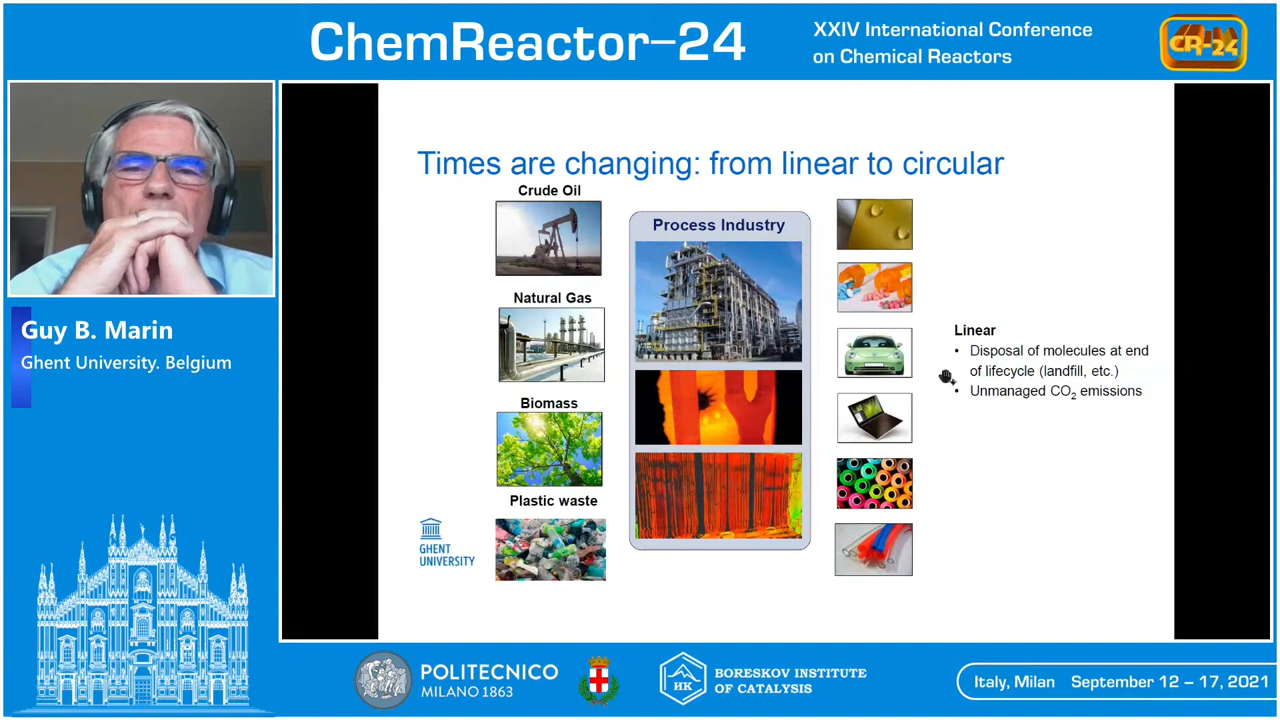 ChemReactor-24
XXIV International Conference
on Chemical Reactors
CR-24
Times are changing: from linear to circular
Crude Oil
Process Industry
Natural Gas
Guy B. Marin
Ghent University. Belgium
Linear
• Disposal of molecules at end
of lifecycle (landfill, etc.)
• Unmanaged CO₂ emissions
Biomass
Plastic waste
GHENT
UNIVERSITY
POLITECNICO
MILANO 1863
HK
BORESKOV INSTITUTE
OF CATALYSIS
Italy, Milan September 12 – 17, 2021